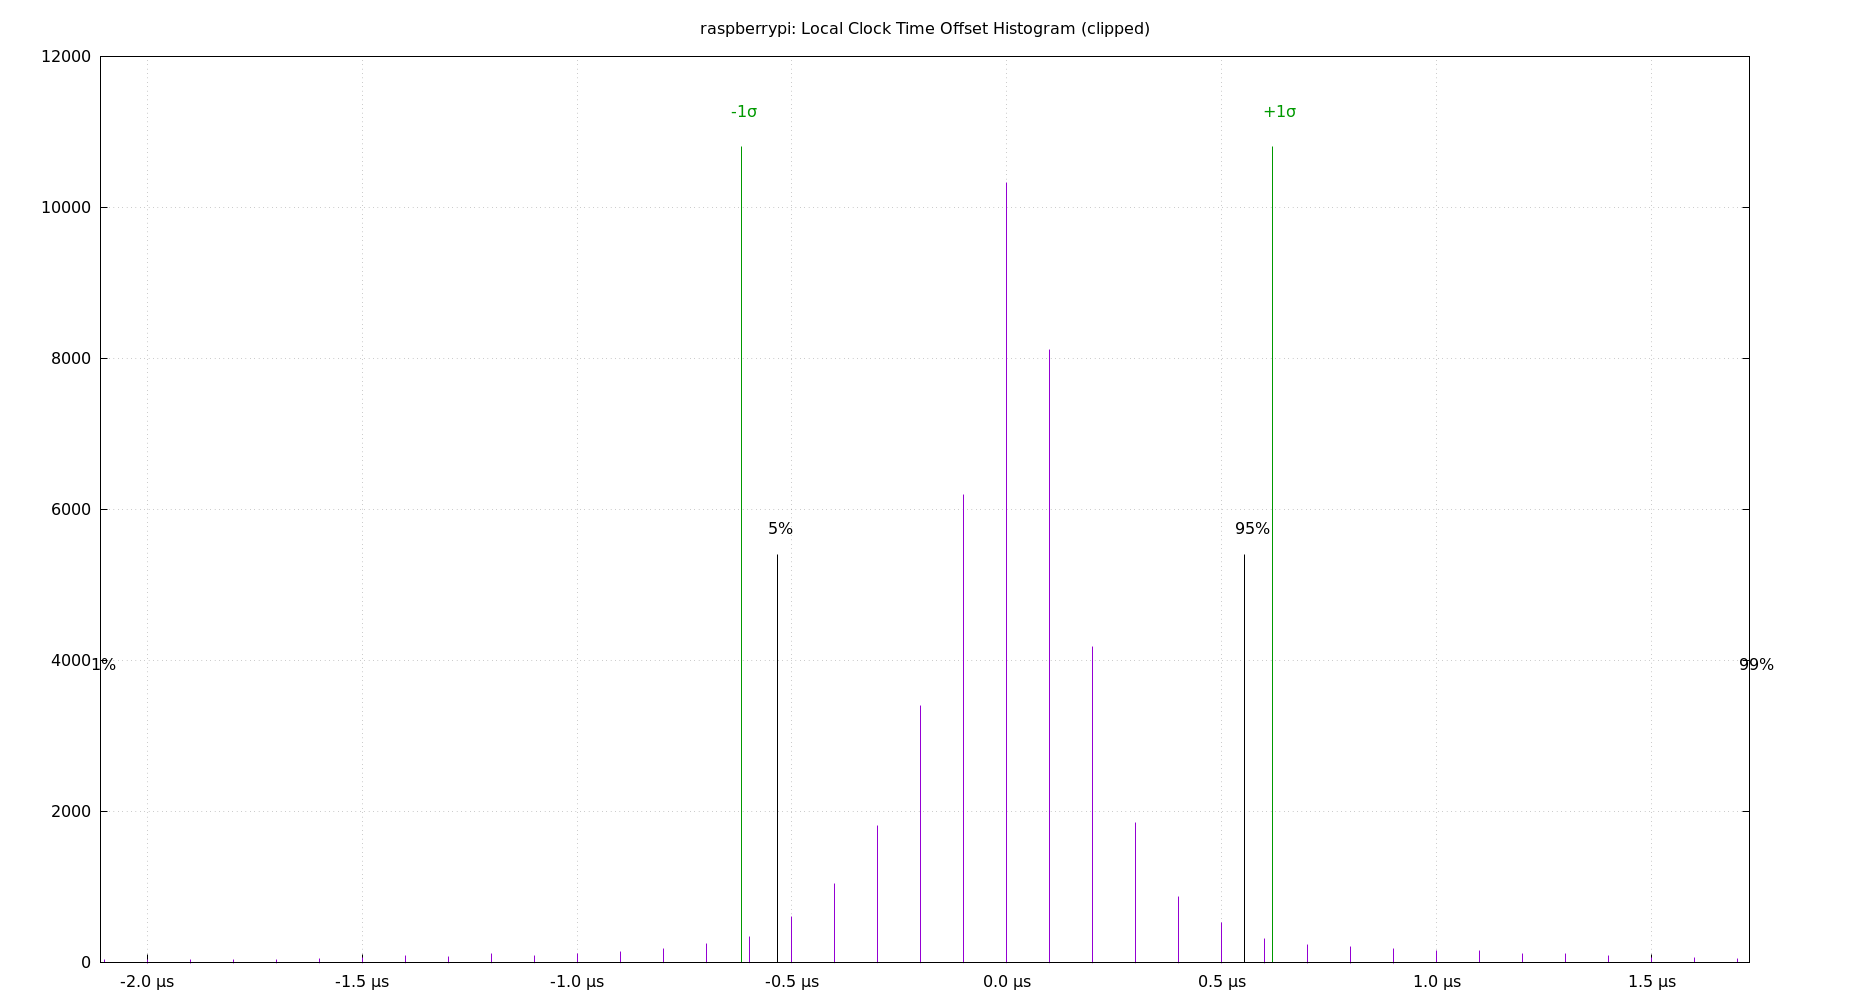 raspberrypi: Local Clock Time Offset Histogram (clipped)
12000
-1σ
+1σ
10000
8000
6000
5%
95%
4000
1%
99%
2000
0
-2.0 µs
-1.5 µs
-1.0 µs
-0.5 µs
0.0 µs
0.5 µs
1.0 µs
1.5 µs